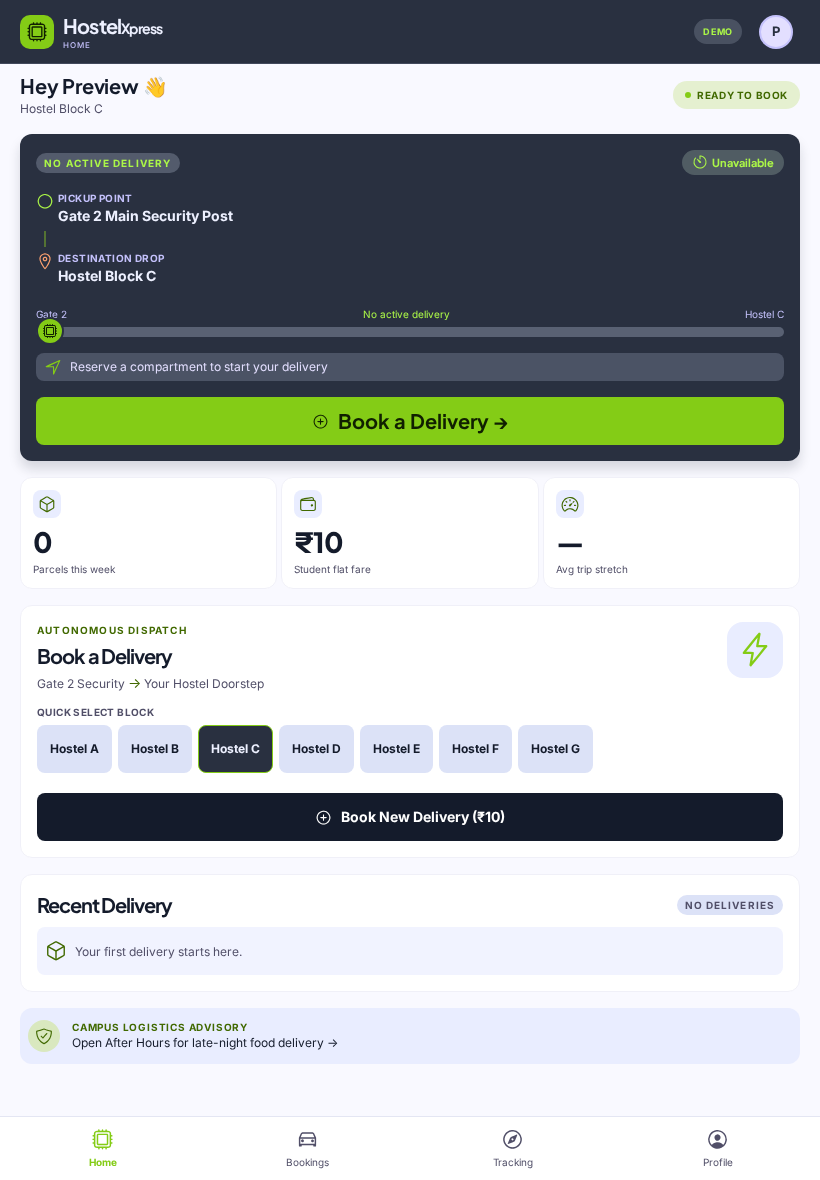 HostelXpress
HOME
DEMO
P
Hey Preview 👋
Hostel Block C
READY TO BOOK
NO ACTIVE DELIVERY
Unavailable
PICKUP POINT
Gate 2 Main Security Post
DESTINATION DROP
Hostel Block C
Gate 2
No active delivery
Hostel C
Reserve a compartment to start your delivery
Book a Delivery →
0
Parcels this week
₹10
Student flat fare
—
Avg trip stretch
AUTONOMOUS DISPATCH
Book a Delivery
Gate 2 Security → Your Hostel Doorstep
QUICK SELECT BLOCK
Hostel A
Hostel B
Hostel C
Hostel D
Hostel E
Hostel F
Hostel G
Book New Delivery (₹10)
Recent Delivery
NO DELIVERIES
Your first delivery starts here.
CAMPUS LOGISTICS ADVISORY
Open After Hours for late-night food delivery →
Home
Bookings
Tracking
Profile